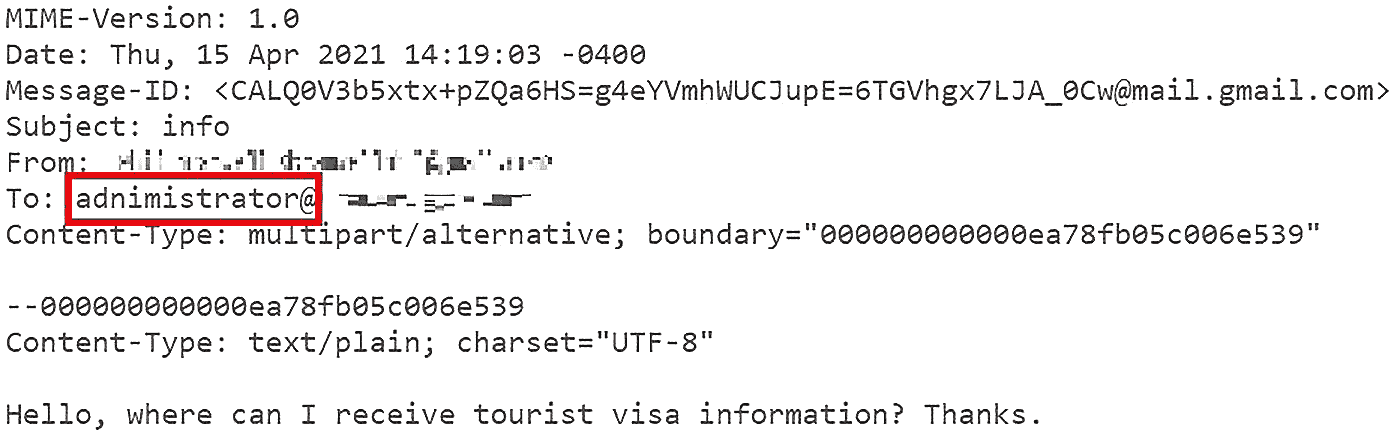 MIME-Version: 1.0
Date: Thu, 15 Apr 2021 14:19:03 -0400
Message-ID: <CALQ0V3b5xtx+pZQa6HS=g4eYVmhWUCJupE=6TGVhgx7LJA_0Cw@mail.gmail.com>
Subject: info
From:
To: adnimistrator@
Content-Type: multipart/alternative; boundary="000000000000ea78fb05c006e539"
--000000000000ea78fb05c006e539
Content-Type: text/plain; charset="UTF-8"
Hello, where can I receive tourist visa information? Thanks.